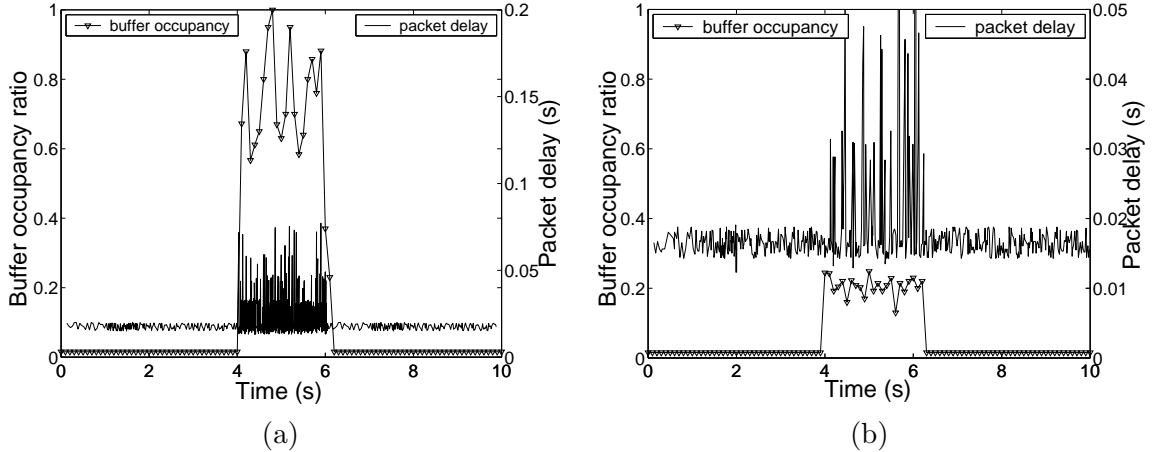 buffer occupancy
packet delay
Buffer occupancy ratio
1
0.8
0.6
0.4
0.2
0
0.2
0.15
0.1
0.05
0
Packet delay (s)
0 2 4 6 8 10
Time (s)
(a)
buffer occupancy
packet delay
Buffer occupancy ratio
1
0.8
0.6
0.4
0.2
0
0.05
0.04
0.03
0.02
0.01
0
Packet delay (s)
0 2 4 6 8 10
Time (s)
(b)